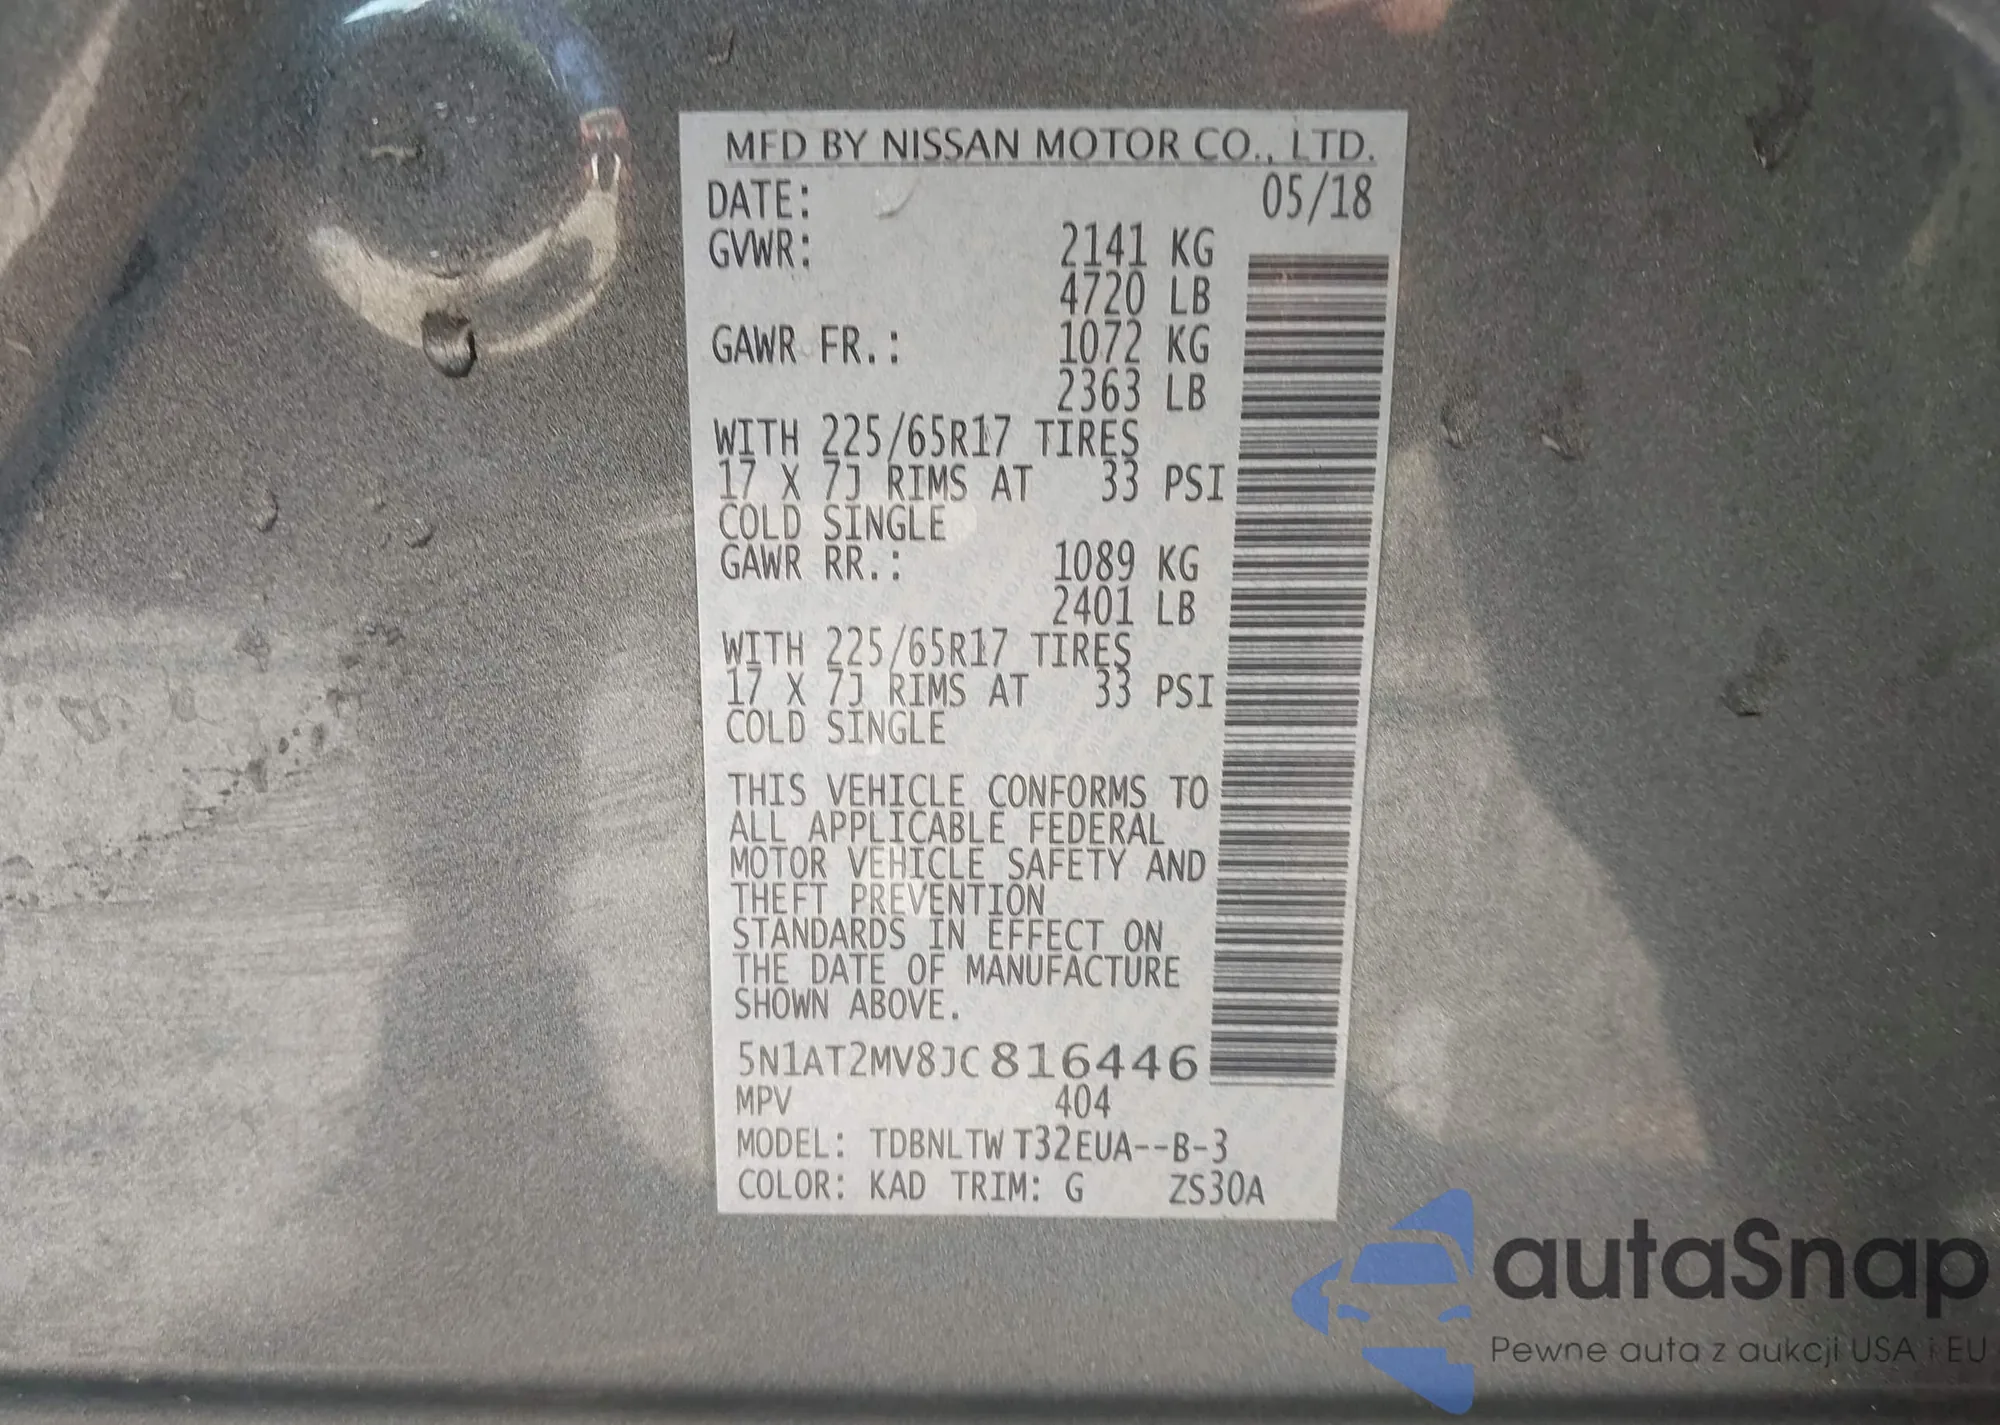 MFD BY NISSAN MOTOR CO., LTD.
DATE: 05/18
GVWR: 2141 KG
4720 LB
GAWR FR.: 1072 KG
2363 LB
WITH 225/65R17 TIRES
17 X 7J RIMS AT 33 PSI
COLD SINGLE
GAWR RR.: 1089 KG
2401 LB
WITH 225/65R17 TIRES
17 X 7J RIMS AT 33 PSI
COLD SINGLE
THIS VEHICLE CONFORMS TO
ALL APPLICABLE FEDERAL
MOTOR VEHICLE SAFETY AND
THEFT PREVENTION
STANDARDS IN EFFECT ON
THE DATE OF MANUFACTURE
SHOWN ABOVE.
5N1AT2MV8JC816446
MPV 404
MODEL: TDBNLTW T32EUA--B-3
COLOR: KAD TRIM: G ZS30A
autaSnap
Pewne auta z aukcji USA i EU